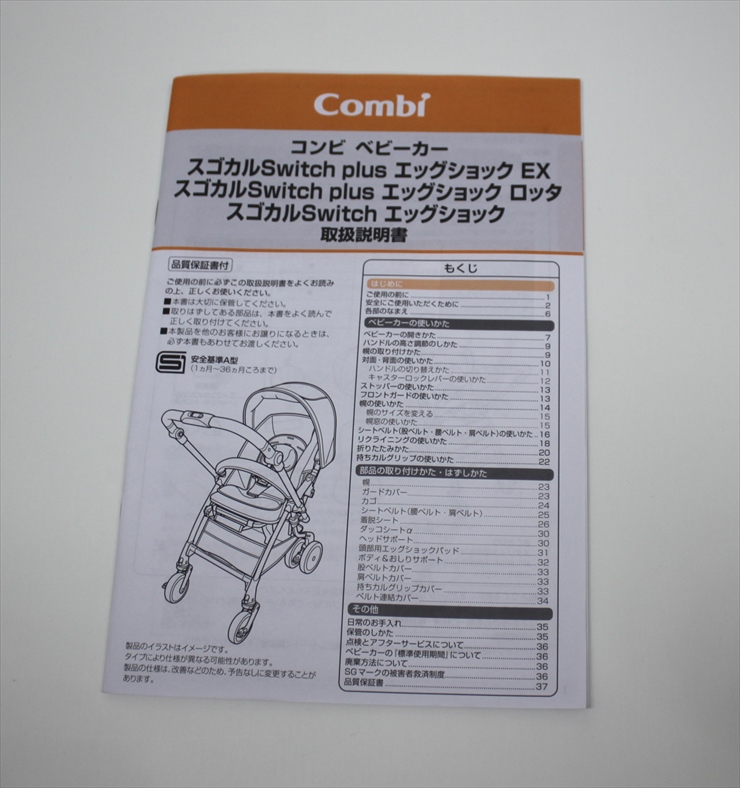 Combi
コンビ ベビーカー
スゴカルSwitch plus エッグショック EX
スゴカルSwitch plus エッグショック ロッタ
スゴカルSwitch エッグショック
取扱説明書
品質保証書付
ご使用の前に必ずこの取扱説明書をよくお読み
の上、正しくお使いください。
■本書は大切に保管してください。
■取りはずしてある部品は、本書をよく読んで
正しく取り付けてください。
■本製品を他のお客様にお譲りになるときは、
必ず本書もあわせてお渡しください。
安全基準A型
(1ヵ月〜36ヵ月ころまで)
製品のイラストはイメージです。
タイプにより仕様が異なる可能性があります。
製品の仕様は、改善などのため、予告なしに変更することが
あります。
もくじ
はじめに
ご使用の前に 1
安全にご使用いただくために 2
各部のなまえ 6
ベビーカーの使いかた
ベビーカーの開きかた 7
ハンドルの高さ調節のしかた 9
幌の取り付けかた 9
対面・背面の使いかた 10
ハンドルの切り替えかた 11
キャスターロックレバーの使いかた 12
ストッパーの使いかた 13
フロントガードの使いかた 13
幌の使いかた 14
幌のサイズを変える 15
幌窓の使いかた 15
シートベルト(股ベルト・腰ベルト・肩ベルト)の使いかた 16
リクライニングの使いかた 18
折りたたみかた 20
持ちカルグリップの使いかた 22
部品の取り付けかた・はずしかた
幌 23
ガードカバー 23
カゴ 24
シートベルト(腰ベルト・肩ベルト) 25
着脱シート 26
ダッコシートα 30
ヘッドサポート 30
頭部用エッグショックパッド 31
ボディ&おしりサポート 32
股ベルトカバー 33
肩ベルトカバー 33
持ちカルグリップカバー 33
ベルト連結カバー 34
その他
日常のお手入れ 35
保管のしかた 35
点検とアフターサービスについて 36
ベビーカーの「標準使用期間」について 36
廃棄方法について 36
SGマークの被害者救済制度 36
品質保証書 37